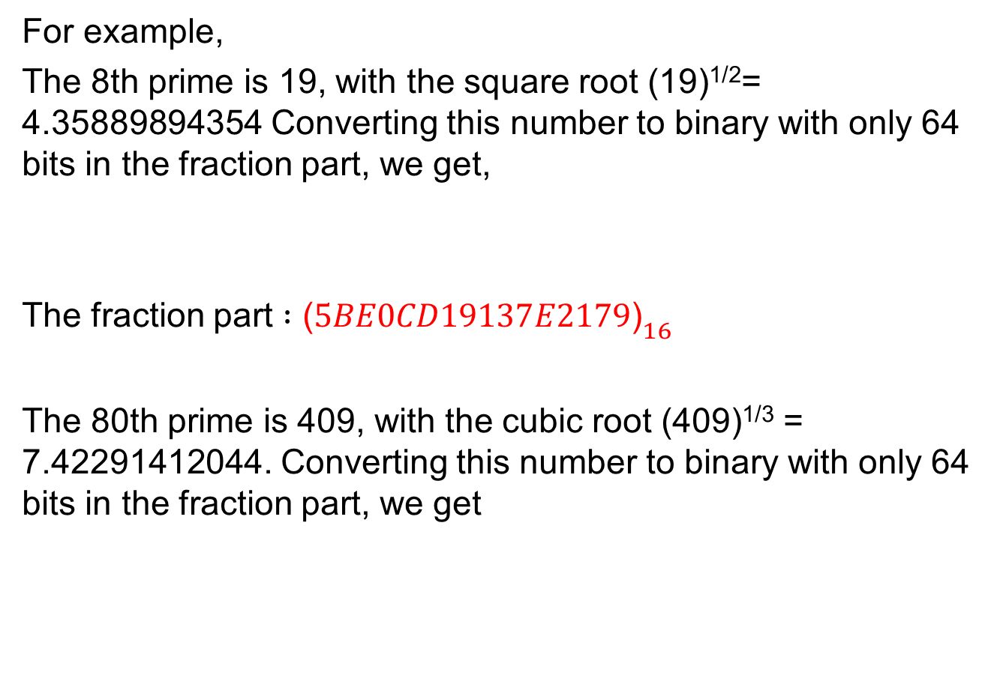 For example,
The 8th prime is 19, with the square root (19)^1/2=
4.35889894354 Converting this number to binary with only 64
bits in the fraction part, we get,
The fraction part : (5BE0CD19137E2179)₁₆
The 80th prime is 409, with the cubic root (409)^1/3 =
7.42291412044. Converting this number to binary with only 64
bits in the fraction part, we get